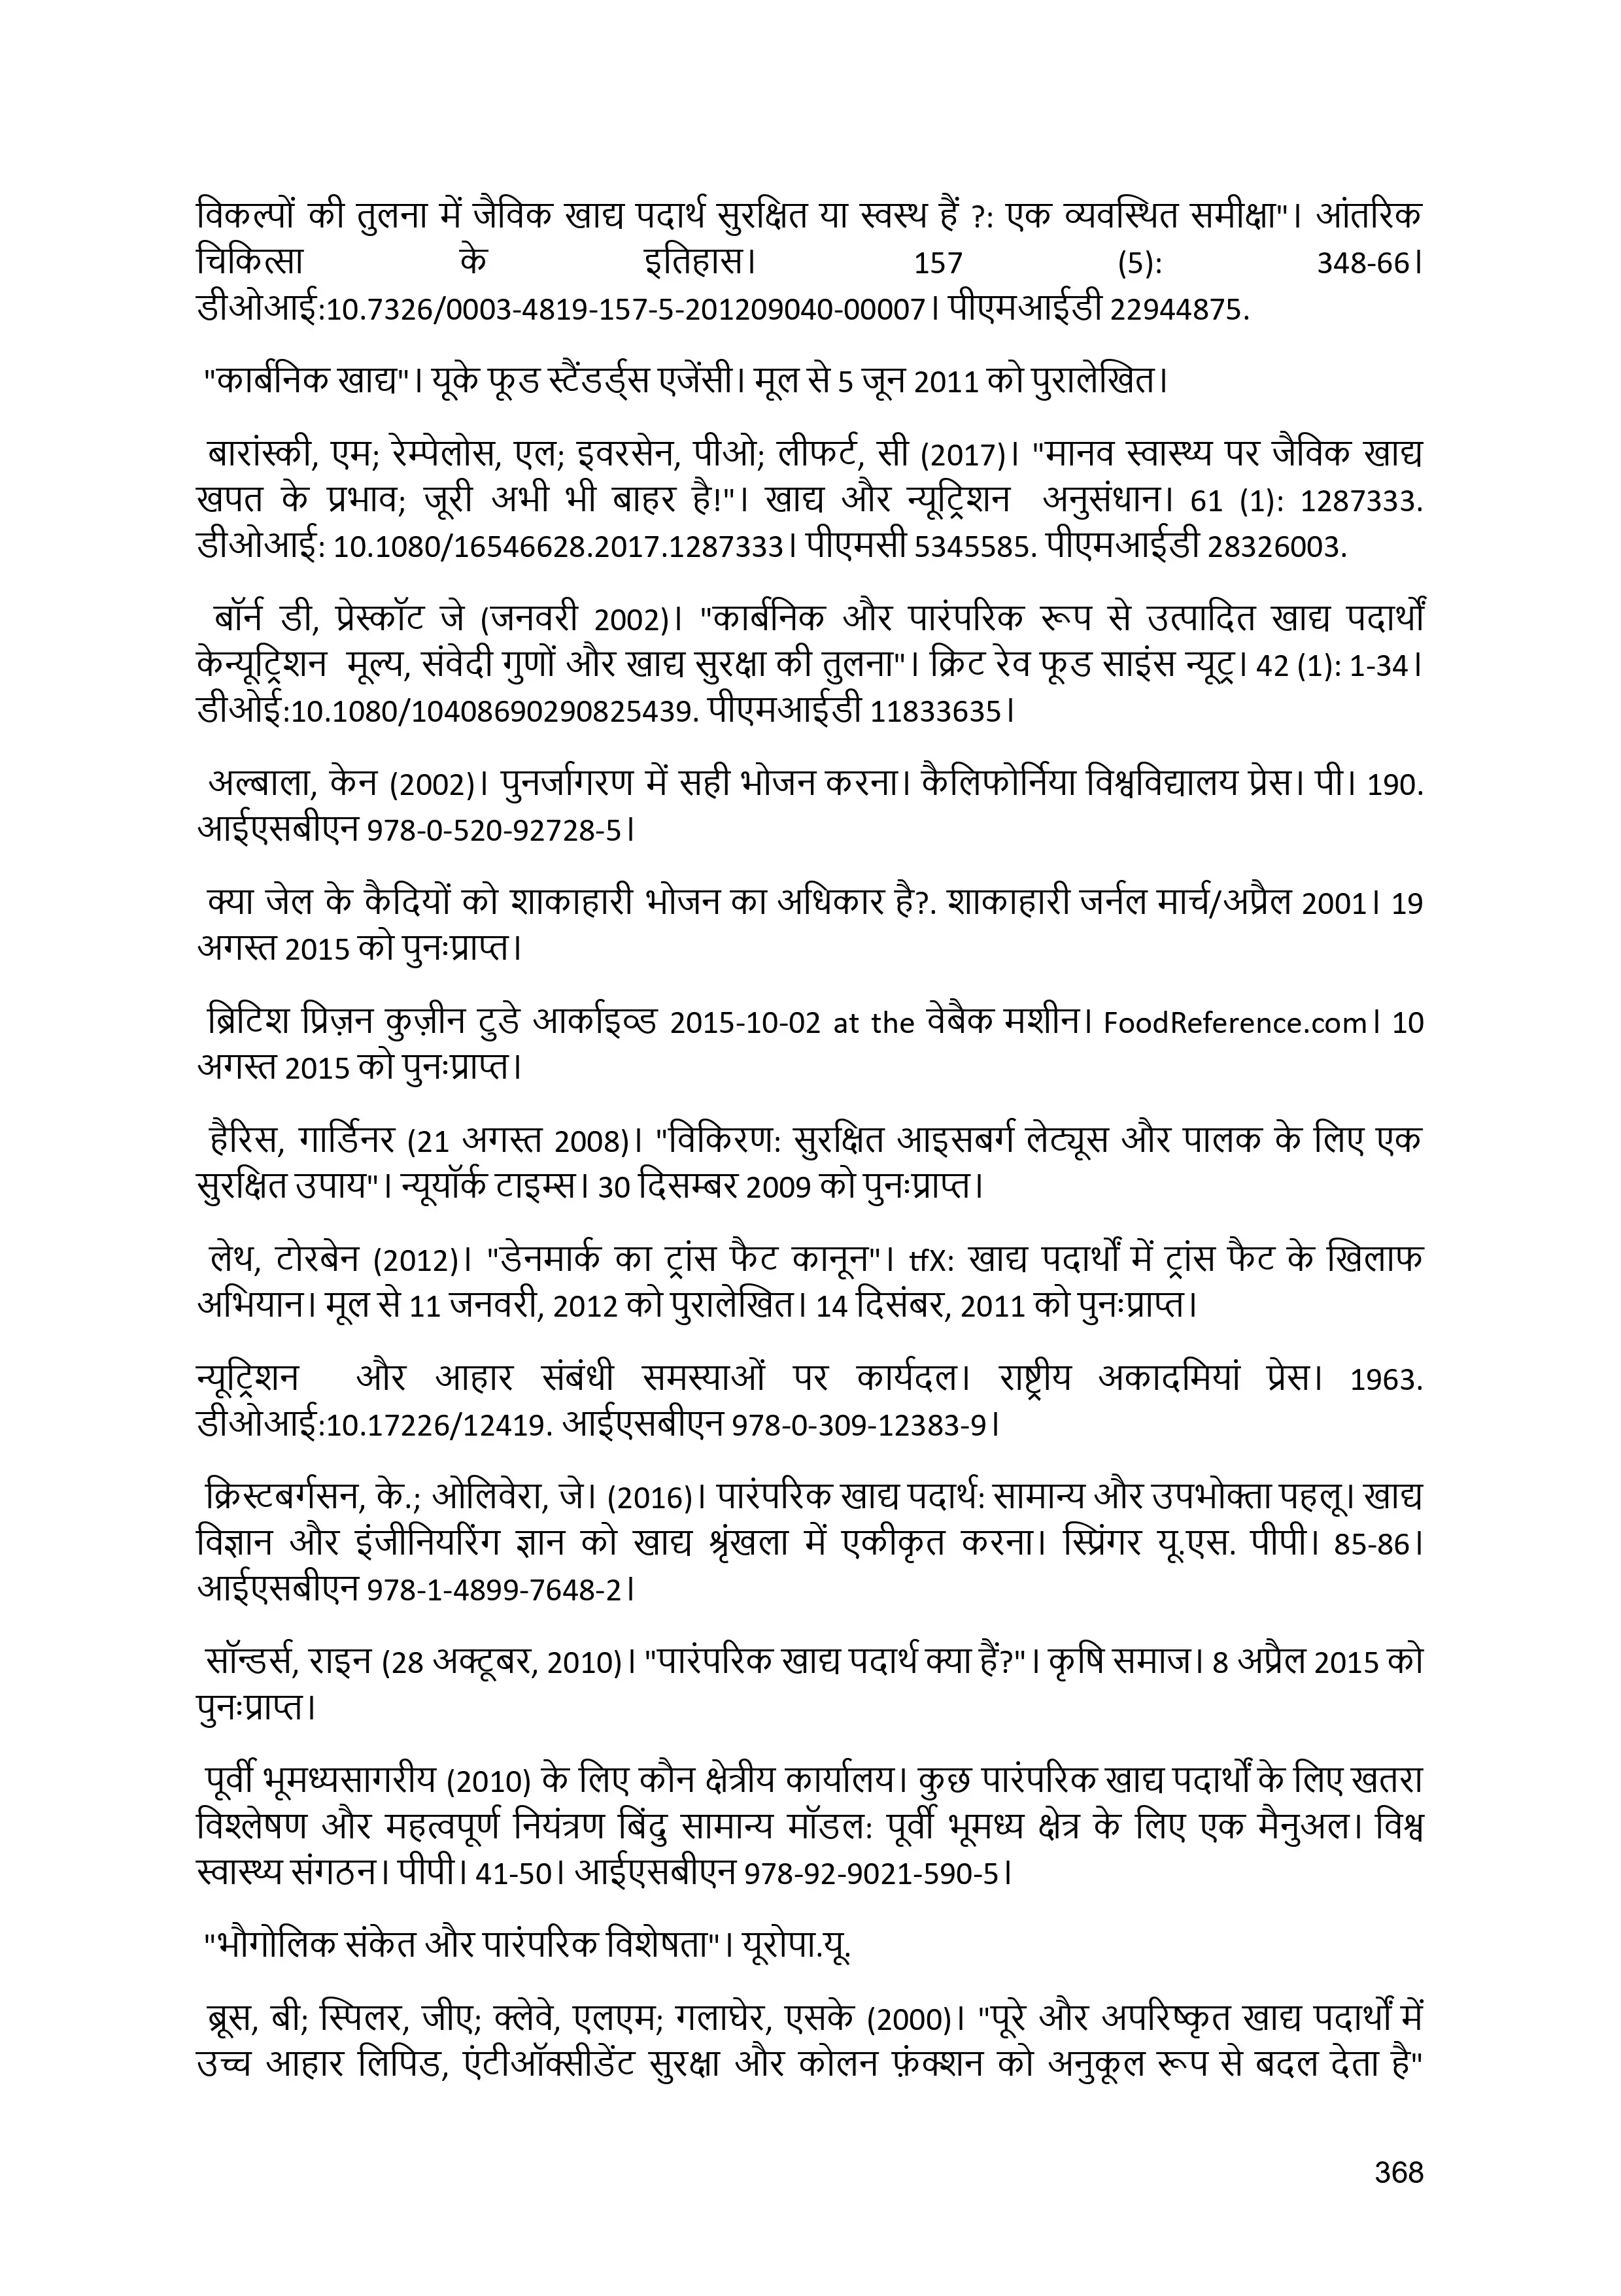 विकल्पों की तुलना में जैविक खाद्य पदार्थ सुरक्षित या स्वस्थ हैं ?: एक व्यवस्थित समीक्षा"। आंतरिक
चिकित्सा के इतिहास। 157 (5): 348-66।
डीओआई:10.7326/0003-4819-157-5-201209040-00007। पीएमआईडी 22944875.
"कार्बनिक खाद्य"। यूके फूड स्टैंडर्ड्स एजेंसी। मूल से 5 जून 2011 को पुरालेखित।
बारांस्की, एम; रेम्पेलोस, एल; इवरसेन, पीओ; लीफर्ट, सी (2017)। "मानव स्वास्थ्य पर जैविक खाद्य
खपत के प्रभाव; जूरी अभी भी बाहर है!"। खाद्य और न्यूट्रिशन अनुसंधान। 61 (1): 1287333.
डीओआई: 10.1080/16546628.2017.1287333। पीएमसी 5345585. पीएमआईडी 28326003.
बॉर्न डी, प्रेस्कॉट जे (जनवरी 2002)। "कार्बनिक और पारंपरिक रूप से उत्पादित खाद्य पदार्थों
केन्यूट्रिशन मूल्य, संवेदी गुणों और खाद्य सुरक्षा की तुलना"। क्रिट रेव फूड साइंस न्यूट्र। 42 (1): 1-34।
डीओई:10.1080/10408690290825439. पीएमआईडी 11833635।
अल्बाला, केन (2002)। पुनर्जागरण में सही भोजन करना। कैलिफोर्निया विश्वविद्यालय प्रेस। पी। 190.
आईएसबीएन 978-0-520-92728-5।
क्या जेल के कैदियों को शाकाहारी भोजन का अधिकार है?. शाकाहारी जर्नल मार्च/अप्रैल 2001। 19
अगस्त 2015 को पुनःप्राप्त।
ब्रिटिश प्रिज़न कुज़ीन टुडे आर्काइव्ड 2015-10-02 at the वेबैक मशीन। FoodReference.com। 10
अगस्त 2015 को पुनःप्राप्त।
हैरिस, गार्डिनर (21 अगस्त 2008)। "विकिरण: सुरक्षित आइसबर्ग लेट्यूस और पालक के लिए एक
सुरक्षित उपाय"। न्यूयॉर्क टाइम्स। 30 दिसम्बर 2009 को पुनःप्राप्त।
लेथ, टोरबेन (2012)। "डेनमार्क का ट्रांस फैट कानून"। tfX: खाद्य पदार्थों में ट्रांस फैट के खिलाफ
अभियान। मूल से 11 जनवरी, 2012 को पुरालेखित। 14 दिसंबर, 2011 को पुनःप्राप्त।
न्यूट्रिशन और आहार संबंधी समस्याओं पर कार्यदल। राष्ट्रीय अकादमियां प्रेस। 1963.
डीओआई:10.17226/12419. आईएसबीएन 978-0-309-12383-9।
क्रिस्टबर्गसन, के.; ओलिवेरा, जे। (2016)। पारंपरिक खाद्य पदार्थ: सामान्य और उपभोक्ता पहलू। खाद्य
विज्ञान और इंजीनियरिंग ज्ञान को खाद्य श्रृंखला में एकीकृत करना। स्प्रिंगर यू.एस. पीपी। 85-86।
आईएसबीएन 978-1-4899-7648-2।
सॉन्डर्स, राइन (28 अक्टूबर, 2010)। "पारंपरिक खाद्य पदार्थ क्या हैं?"। कृषि समाज। 8 अप्रैल 2015 को
पुनःप्राप्त।
पूर्वी भूमध्यसागरीय (2010) के लिए कौन क्षेत्रीय कार्यालय। कुछ पारंपरिक खाद्य पदार्थों के लिए खतरा
विश्लेषण और महत्वपूर्ण नियंत्रण बिंदु सामान्य मॉडल: पूर्वी भूमध्य क्षेत्र के लिए एक मैनुअल। विश्व
स्वास्थ्य संगठन। पीपी। 41-50। आईएसबीएन 978-92-9021-590-5।
"भौगोलिक संकेत और पारंपरिक विशेषता"। यूरोपा.यू.
ब्रूस, बी; स्पिलर, जीए; क्लेवे, एलएम; गलाघेर, एसके (2000)। "पूरे और अपरिष्कृत खाद्य पदार्थों में
उच्च आहार लिपिड, एंटीऑक्सीडेंट सुरक्षा और कोलन फ़ंक्शन को अनुकूल रूप से बदल देता है"
368